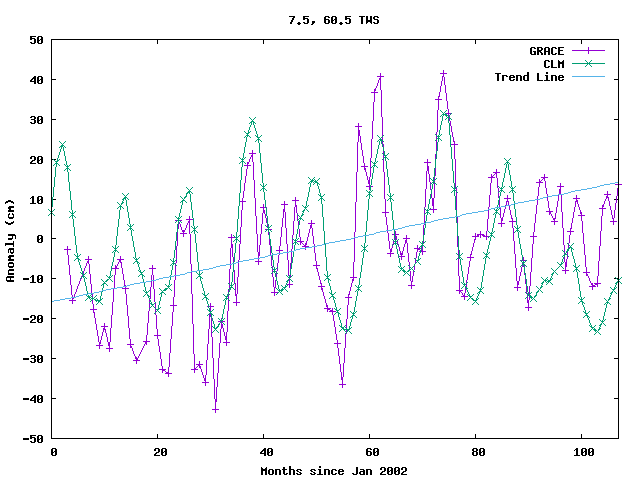 7.5, 60.5 TWS
GRACE
CLM
Trend Line
50
40
30
20
10
0
-10
-20
-30
-40
-50
Anomaly (cm)
0 20 40 60 80 100
Months since Jan 2002